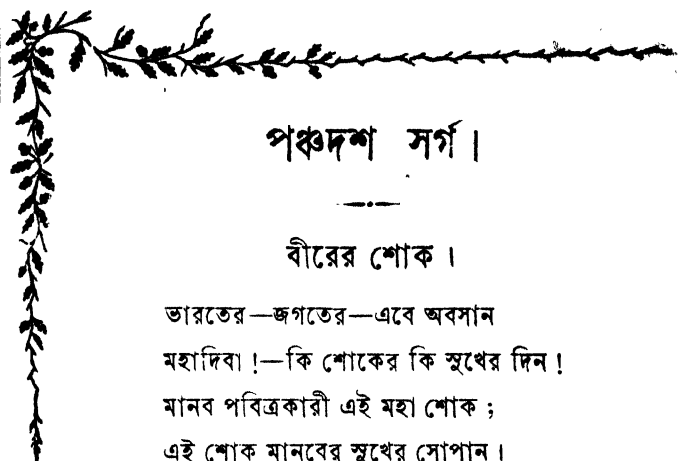 পঞ্চদশ সর্গ।
বীরের শোক।
ভারতের—জগতের—এবে অবসান
মহাদিবা !—কি শোকের কি সুখের দিন !
মানব পবিত্রকারী এই মহা শোক ;
এই শোক মানবের সুখের সোপান।